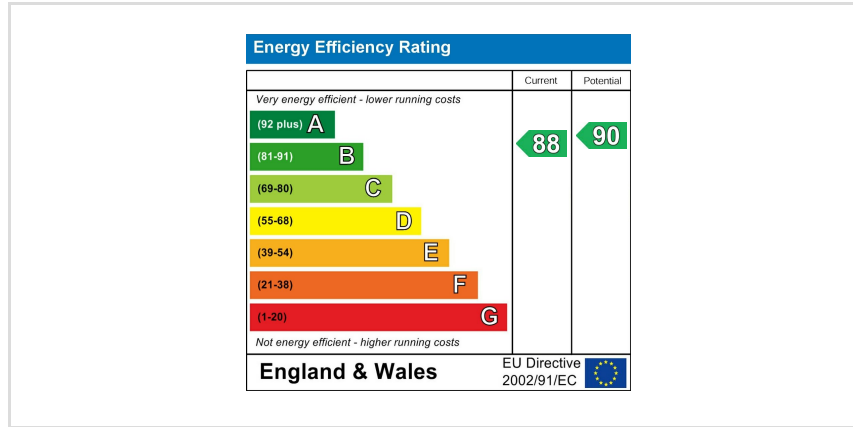 Energy Efficiency Rating
Current Potential
Very energy efficient - lower running costs
(92 plus) A
(81-91) B
88 90
(69-80) C
(55-68) D
(39-54) E
(21-38) F
(1-20) G
Not energy efficient - higher running costs
England & Wales
EU Directive
2002/91/EC